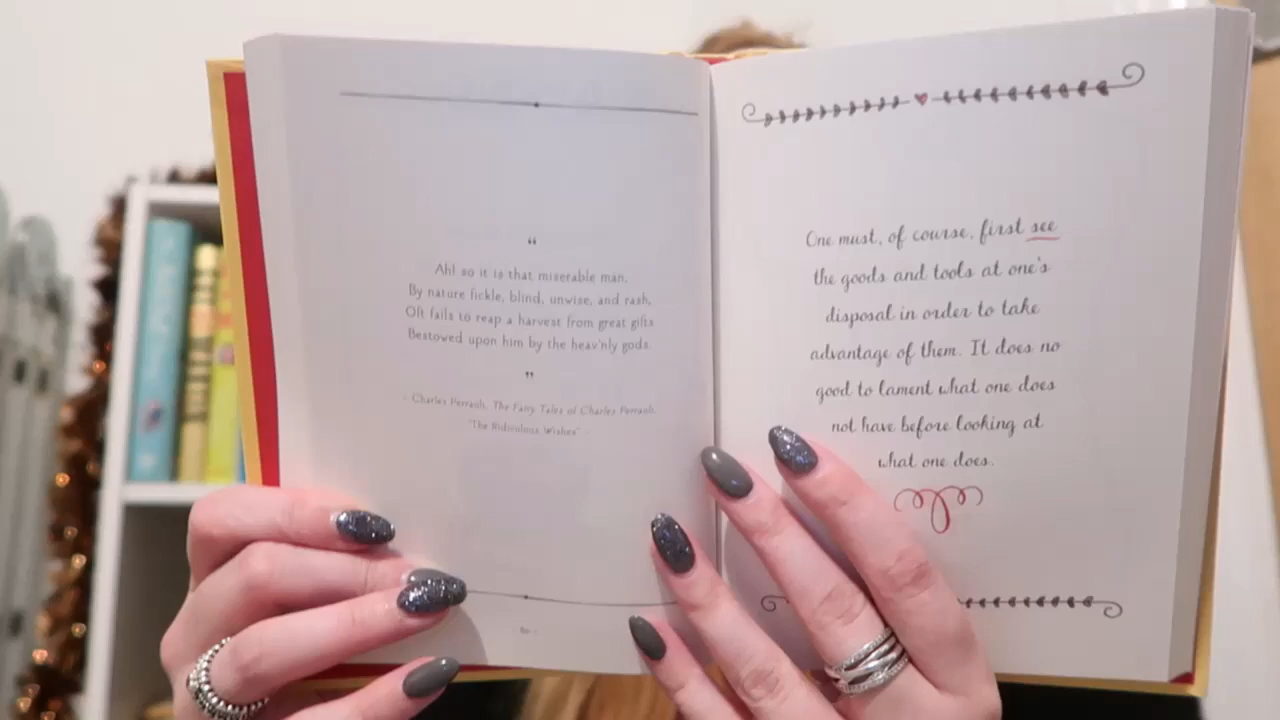 “
Ah! so it is that miserable man,
By nature fickle, blind, unwise, and rash,
Oft fails to reap a harvest from great gifts
Bestowed upon him by the heav'nly gods.
”
– Charles Perrault, The Fairy Tales of Charles Perrault,
"The Ridiculous Wishes" –
One must, of course, first see
the goods and tools at one's
disposal in order to take
advantage of them. It does no
good to lament what one does
not have before looking at
what one does.